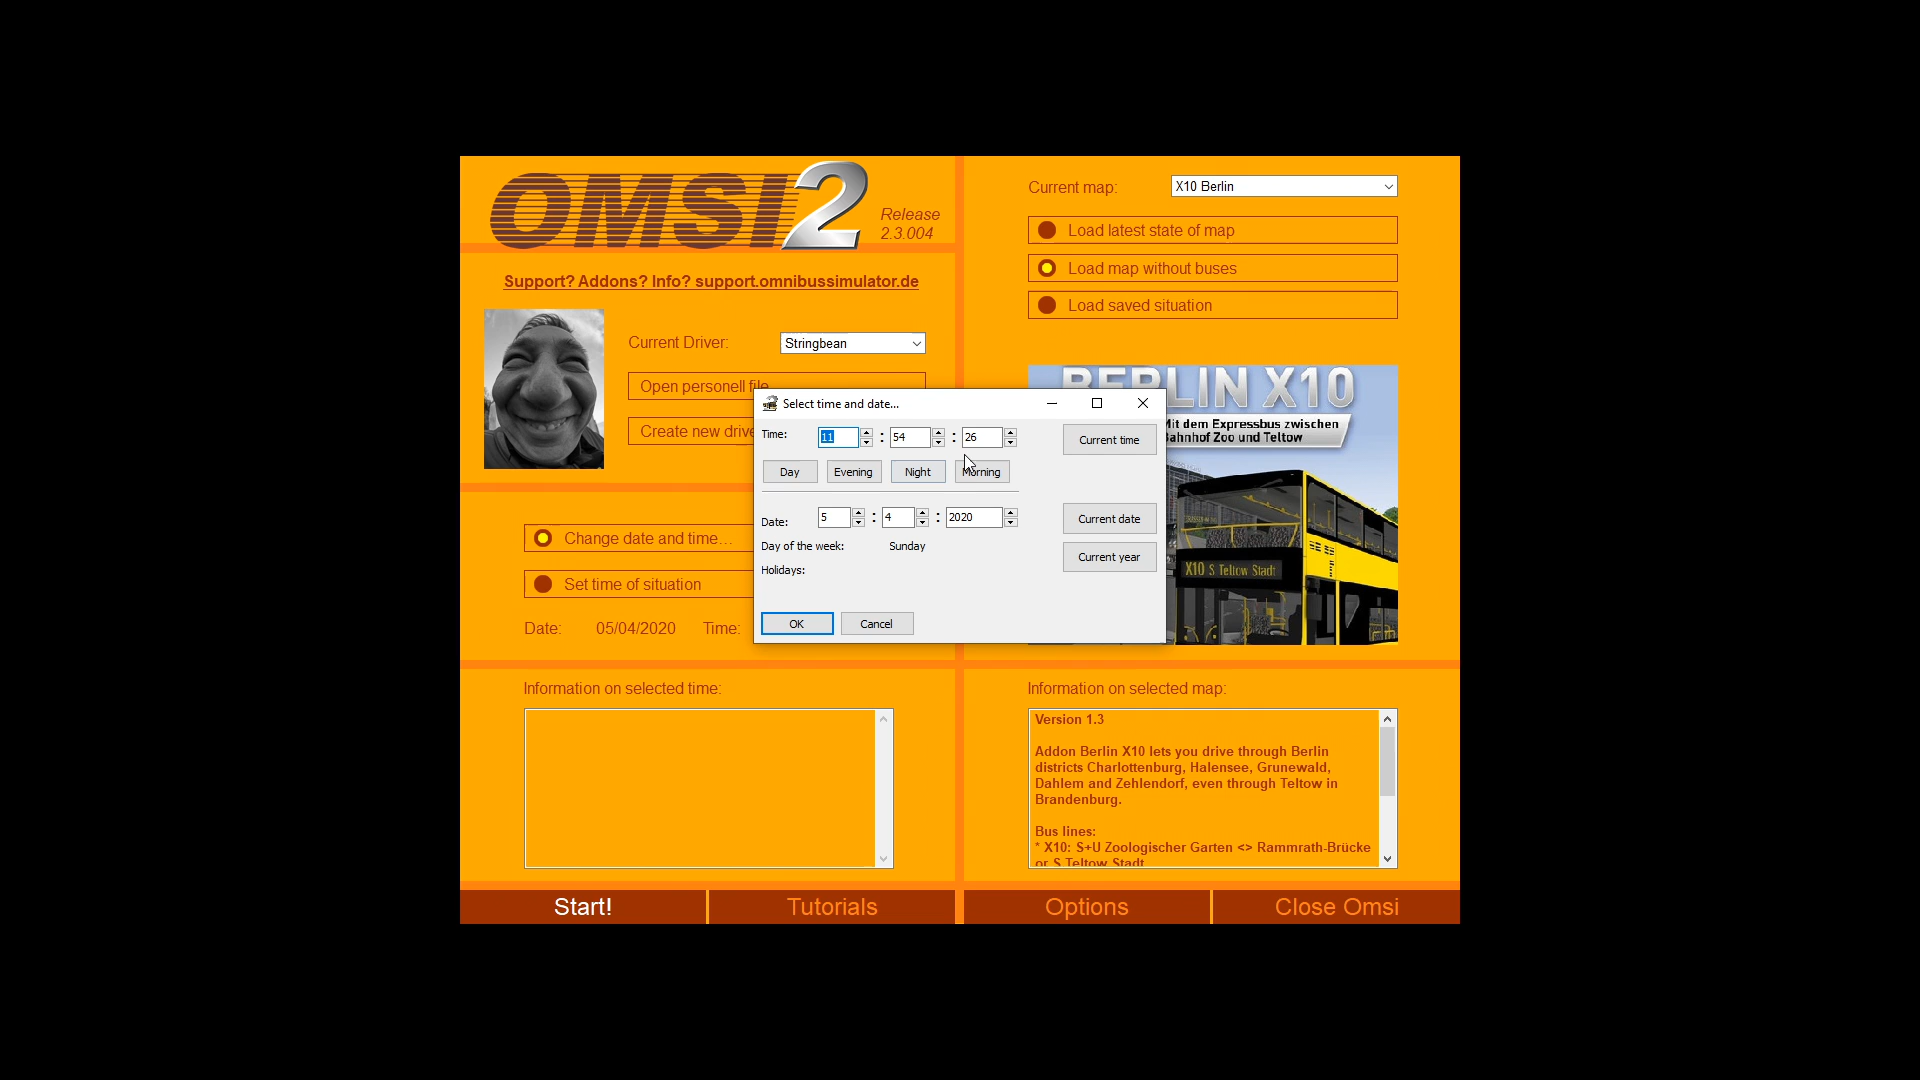 OMSI2
Release
2.3.004
Support? Addons? Info? support.omnibussimulator.de
Current Driver:
Stringbean
Open personell file
Create new drive
Change date and time...
Set time of situation
Date: 05/04/2020 Time:
Information on selected time:
Current map:
X10 Berlin
Load latest state of map
Load map without buses
Load saved situation
BERLIN X10
Mit dem Expressbus zwischen
Bahnhof Zoo und Teltow
X10 S Teltow Stadt
Select time and date...
Time: 11 : 54 : 26
Current time
Day Evening Night Morning
Date: 5 : 4 : 2020
Current date
Day of the week: Sunday
Current year
Holidays:
OK Cancel
Information on selected map:
Version 1.3
Addon Berlin X10 lets you drive through Berlin
districts Charlottenburg, Halensee, Grunewald,
Dahlem and Zehlendorf, even through Teltow in
Brandenburg.
Bus lines:
* X10: S+U Zoologischer Garten <> Rammrath-Brücke
or S Teltow Stadt
Start! Tutorials Options Close Omsi